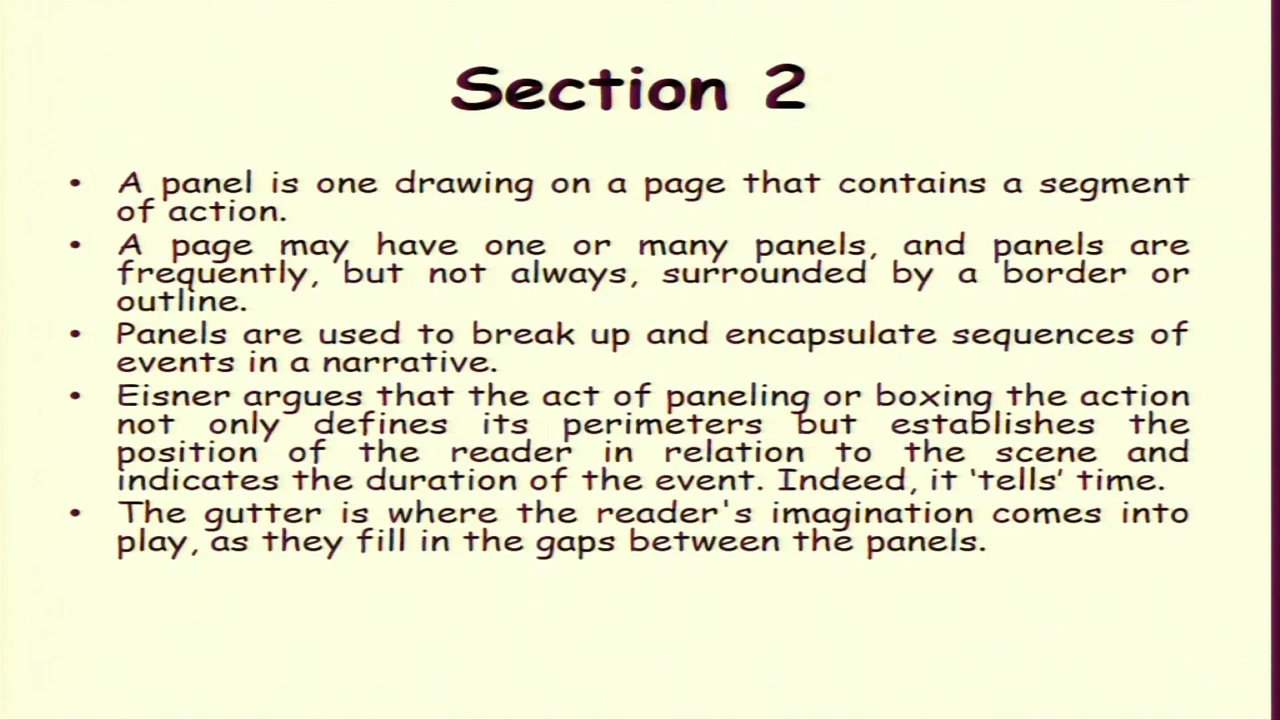 Section 2
• A panel is one drawing on a page that contains a segment
of action.
• A page may have one or many panels, and panels are
frequently, but not always, surrounded by a border or
outline.
• Panels are used to break up and encapsulate sequences of
events in a narrative.
• Eisner argues that the act of paneling or boxing the action
not only defines its perimeters but establishes the
position of the reader in relation to the scene and
indicates the duration of the event. Indeed, it ‘tells’ time.
• The gutter is where the reader's imagination comes into
play, as they fill in the gaps between the panels.